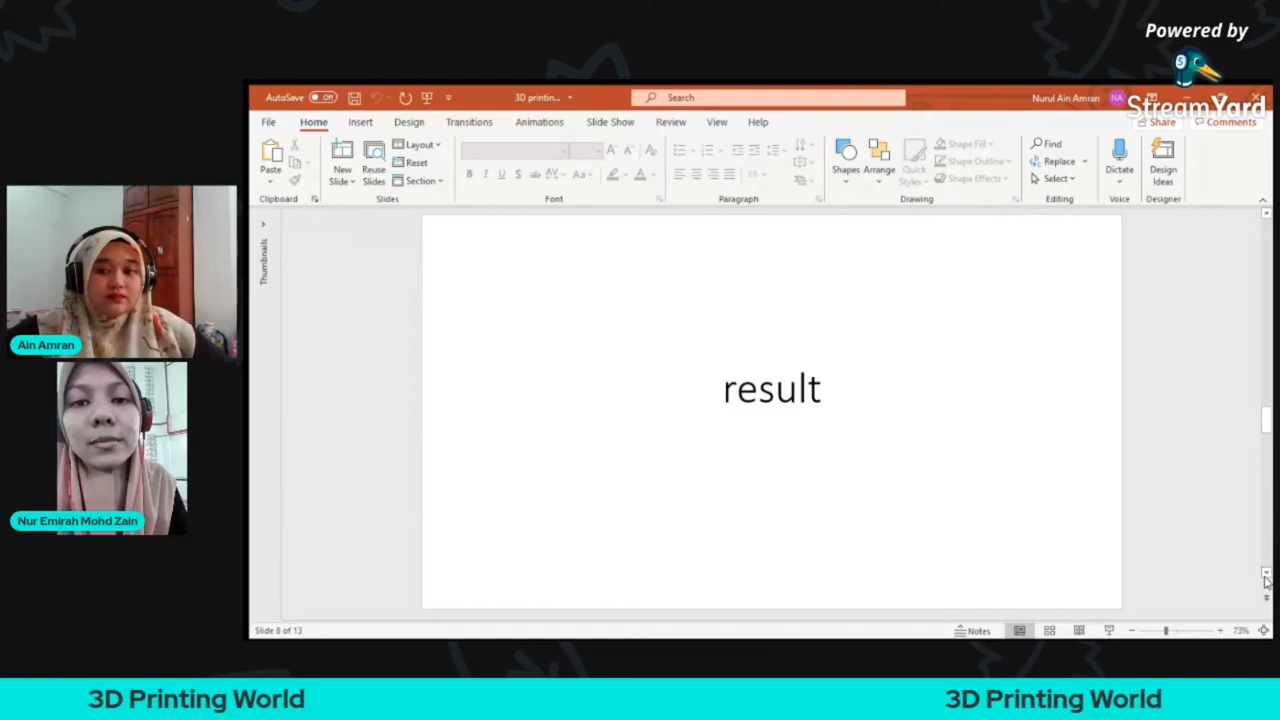 Powered by
StreamYard
AutoSave Off
3D printin...
Search
Nurul Ain Amran NA
File Home Insert Design Transitions Animations Slide Show Review View Help
Share Comments
Paste
Clipboard
New Slide
Reuse Slides
Layout
Reset
Section
Slides
B I U S ab AV Aa A
Font
Paragraph
Shapes
Arrange
Quick Styles
Shape Fill
Shape Outline
Shape Effects
Drawing
Find
Replace
Select
Editing
Dictate
Voice
Design Ideas
Designer
Thumbnails
result
Ain Amran
Nur Emirah Mohd Zain
Slide 8 of 13
Notes
73%
3D Printing World
3D Printing World